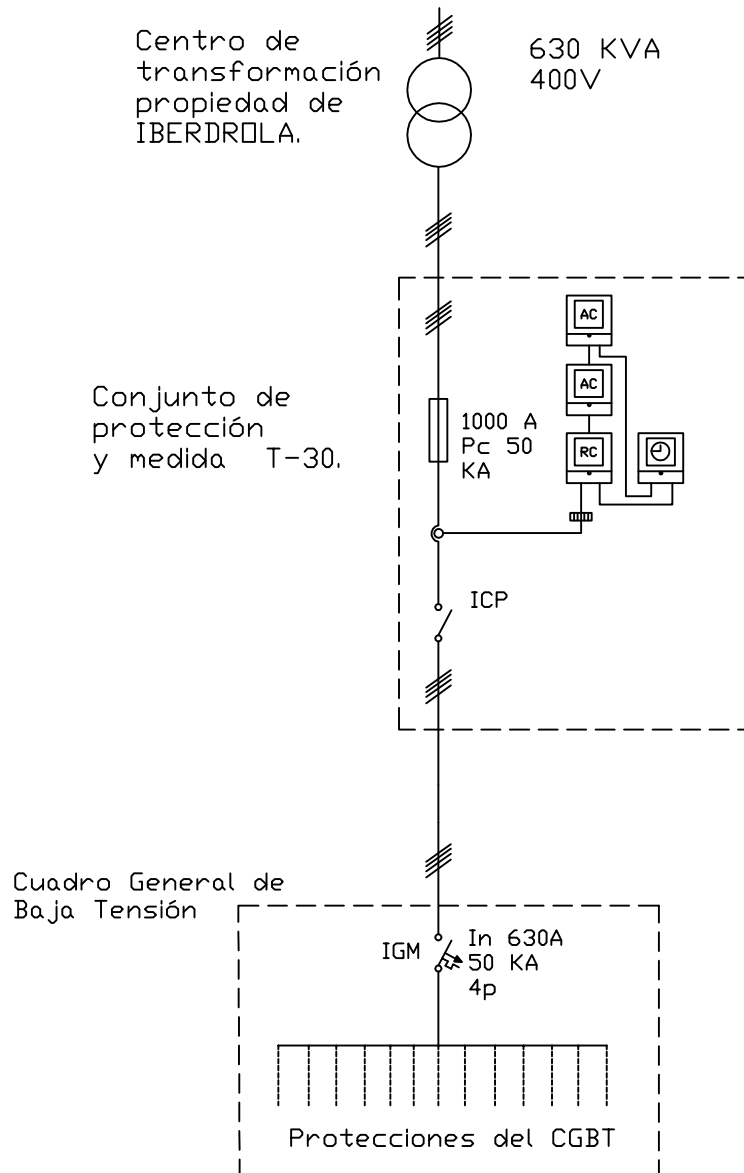 Centro de
transformación
propiedad de
IBERDROLA.
630 KVA
400V
AC
AC
RC
Conjunto de
protección
y medida T-30.
1000 A
Pc 50
KA
ICP
Cuadro General de
Baja Tensión
IGM
In 630A
50 KA
4p
Protecciones del CGBT